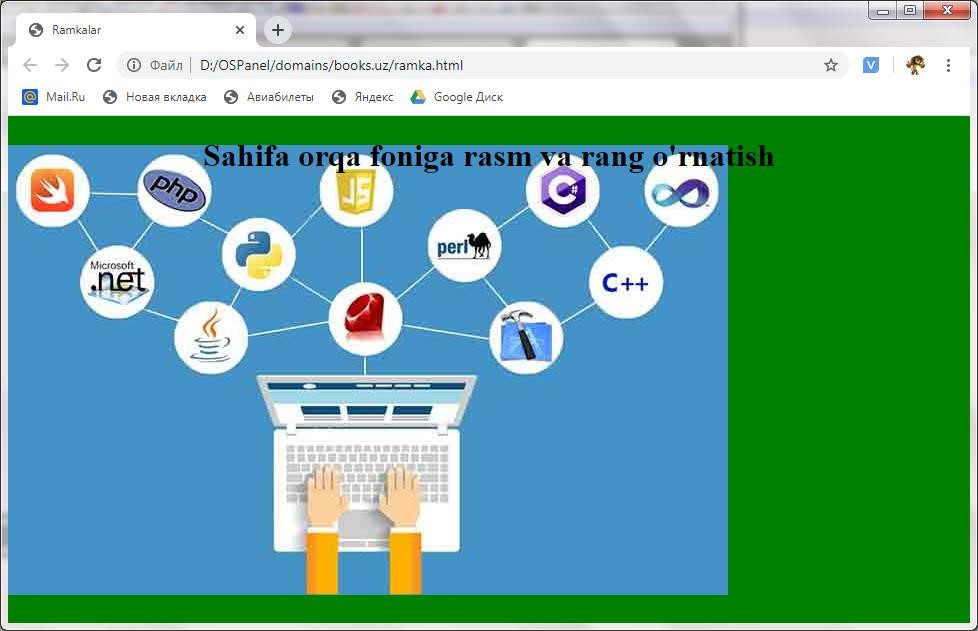 Ramkalar
Файл D:/OSPanel/domains/books.uz/ramka.html
V
Mail.Ru Новая вкладка Авиабилеты Яндекс Google Диск
Sahifa orqa foniga rasm va rang o'rnatish
php
JS
C#
perl
Microsoft
.net
C++